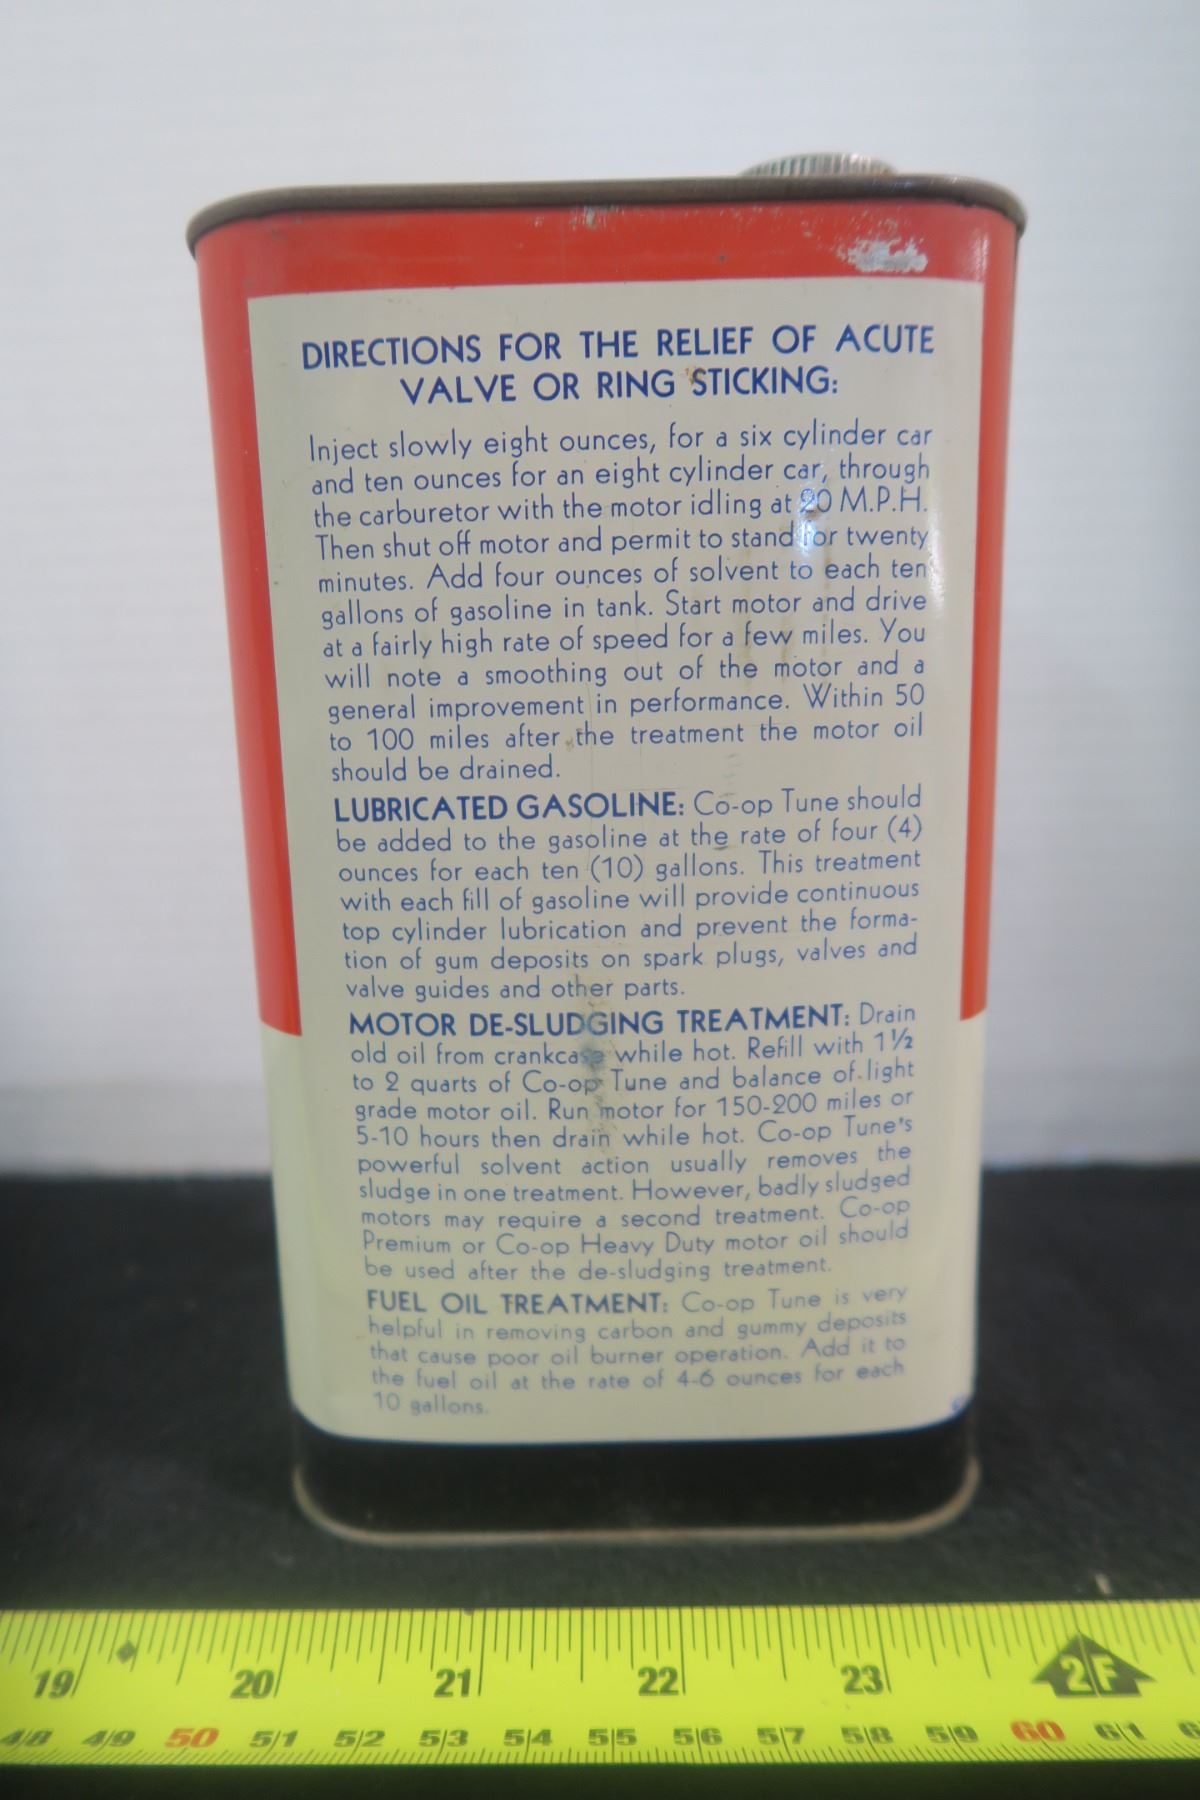 DIRECTIONS FOR THE RELIEF OF ACUTE
VALVE OR RING STICKING:
Inject slowly eight ounces, for a six cylinder car
and ten ounces for an eight cylinder car, through
the carburetor with the motor idling at 20 M.P.H.
Then shut off motor and permit to stand for twenty
minutes. Add four ounces of solvent to each ten
gallons of gasoline in tank. Start motor and drive
at a fairly high rate of speed for a few miles. You
will note a smoothing out of the motor and a
general improvement in performance. Within 50
to 100 miles after the treatment the motor oil
should be drained.
LUBRICATED GASOLINE: Co-op Tune should
be added to the gasoline at the rate of four (4)
ounces for each ten (10) gallons. This treatment
with each fill of gasoline will provide continuous
top cylinder lubrication and prevent the forma-
tion of gum deposits on spark plugs, valves and
valve guides and other parts.
MOTOR DE-SLUDGING TREATMENT: Drain
old oil from crankcase while hot. Refill with 1½
to 2 quarts of Co-op Tune and balance of light
grade motor oil. Run motor for 150-200 miles or
5-10 hours then drain while hot. Co-op Tune's
powerful solvent action usually removes the
sludge in one treatment. However, badly sludged
motors may require a second treatment. Co-op
Premium or Co-op Heavy Duty motor oil should
be used after the de-sludging treatment.
FUEL OIL TREATMENT: Co-op Tune is very
helpful in removing carbon and gummy deposits
that cause poor oil burner operation. Add it to
the fuel oil at the rate of 4-6 ounces for each
10 gallons.
19 20 21 22 23 2F
48 49 50 51 52 53 54 55 56 57 58 59 60 61